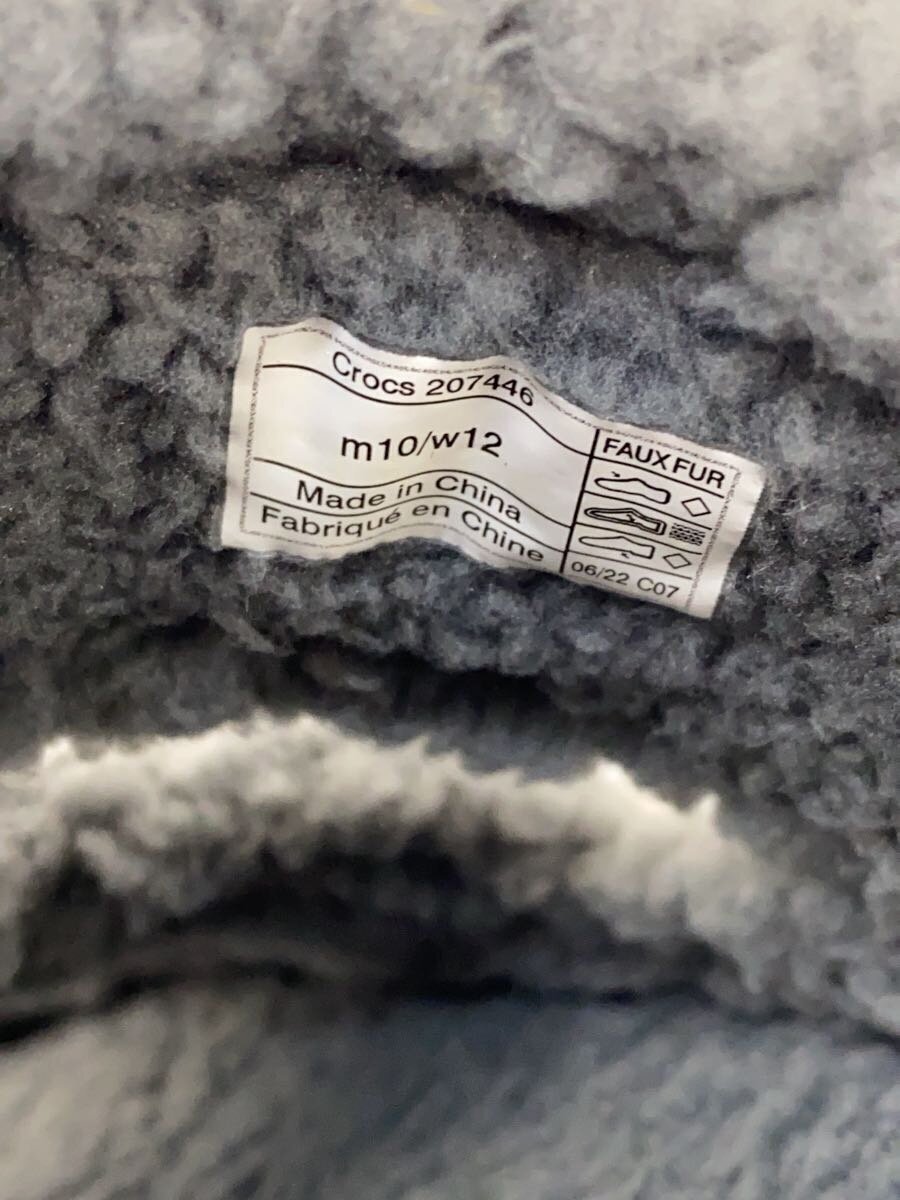 Crocs 207446
m10/w12
Made in China
Fabriqué en Chine
FAUX FUR
06/22 C07